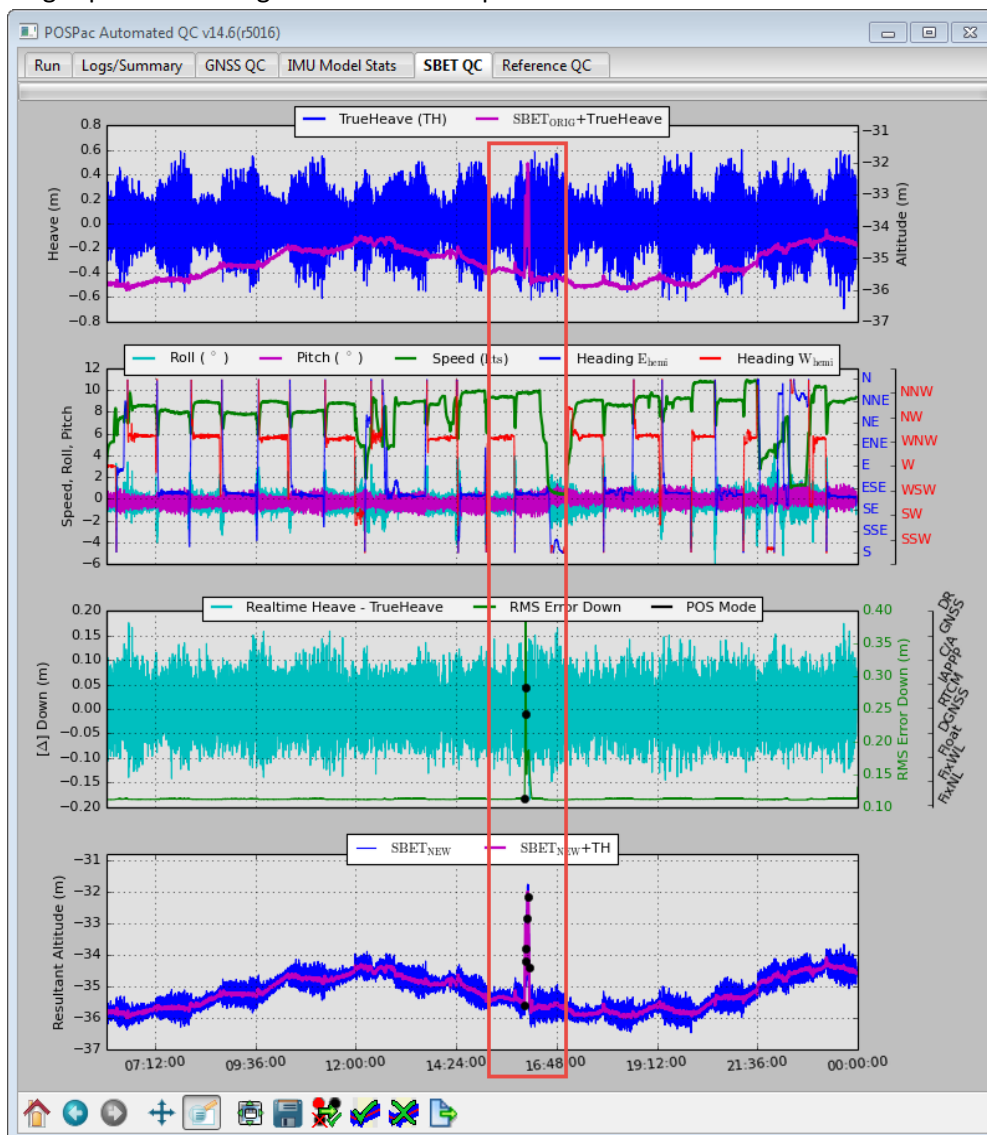 POSPac Automated QC v14.6(r5016)
Run Logs/Summary GNSS QC IMU Model Stats SBET QC Reference QC
TrueHeave (TH) SBET_ORIG+TrueHeave
Heave (m)
0.8
0.6
0.4
0.2
0.0
−0.2
−0.4
−0.6
−0.8
−31
−32
−33
−34
−35
−36
−37
Altitude (m)
Roll (°) Pitch (°) Speed (kts) Heading E_hemi Heading W_hemi
Speed, Roll, Pitch
12
10
8
6
4
2
0
−2
−4
−6
N
NNE
NE
ENE
E
ESE
SE
SSE
S
NNW
NW
WNW
W
WSW
SW
SSW
Realtime Heave - TrueHeave RMS Error Down POS Mode
[Δ] Down (m)
0.20
0.15
0.10
0.05
0.00
−0.05
−0.10
−0.15
−0.20
0.40
0.35
0.30
0.25
0.20
0.15
0.10
RMS Error Down (m)
DR
GNSS
C/A
IAPPP
RTCM
DGNSS
Float
FixWL
FixNL
SBET_NEW SBET_NEW+TH
Resultant Altitude (m)
−31
−32
−33
−34
−35
−36
−37
07:12:00 09:36:00 12:00:00 14:24:00 16:48:00 19:12:00 21:36:00 00:00:00